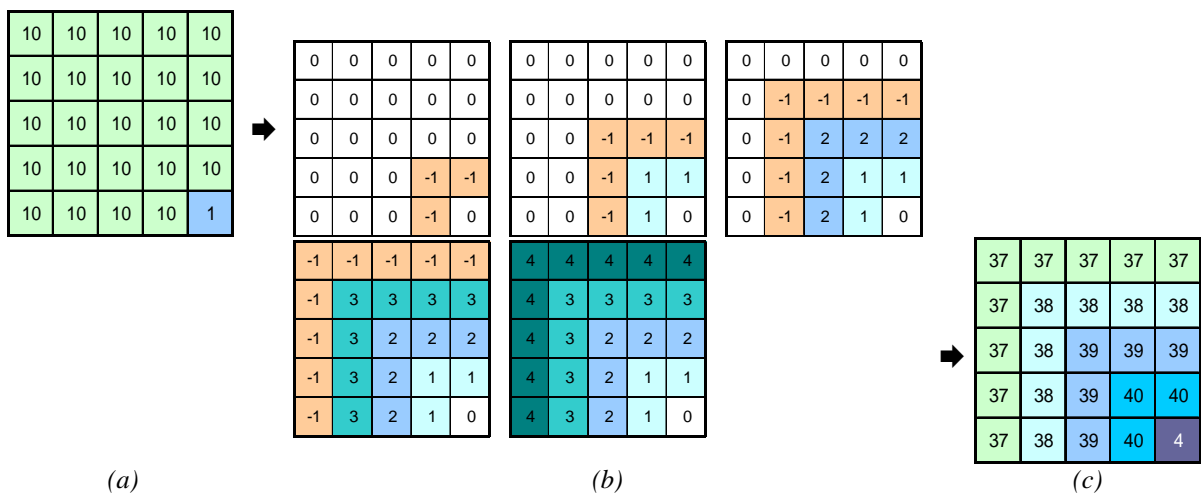 10 10 10 10 10
10 10 10 10 10
10 10 10 10 10
10 10 10 10 10
10 10 10 10 1
0 0 0 0 0
0 0 0 0 0
0 0 0 0 0
0 0 0 -1 -1
0 0 0 -1 0
0 0 0 0 0
0 0 0 0 0
0 0 -1 -1 -1
0 0 -1 1 1
0 0 -1 1 0
0 0 0 0 0
0 -1 -1 -1 -1
0 -1 2 2 2
0 -1 2 1 1
0 -1 2 1 0
-1 -1 -1 -1 -1
-1 3 3 3 3
-1 3 2 2 2
-1 3 2 1 1
-1 3 2 1 0
4 4 4 4 4
4 3 3 3 3
4 3 2 2 2
4 3 2 1 1
4 3 2 1 0
37 37 37 37 37
37 38 38 38 38
37 38 39 39 39
37 38 39 40 40
37 38 39 40 4
(a) (b) (c)